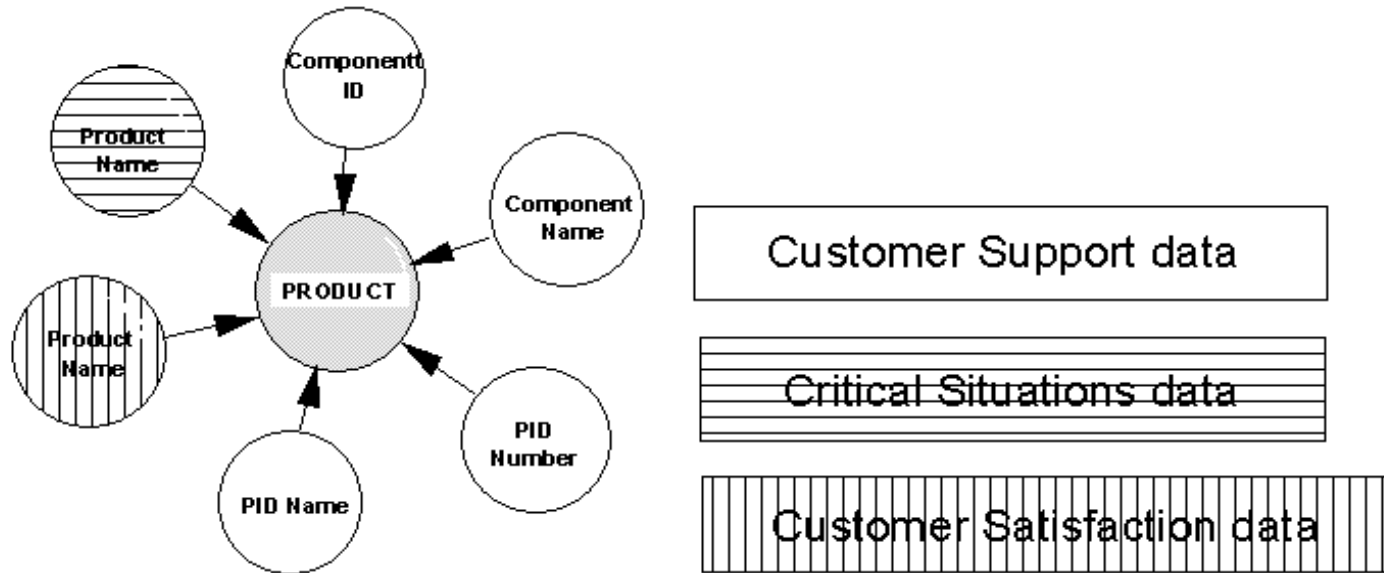 Componentt
ID
Product
Name
Component
Name
PRODUCT
Product
Name
PID
Number
PID Name
Customer Support data
Critical Situations data
Customer Satisfaction data